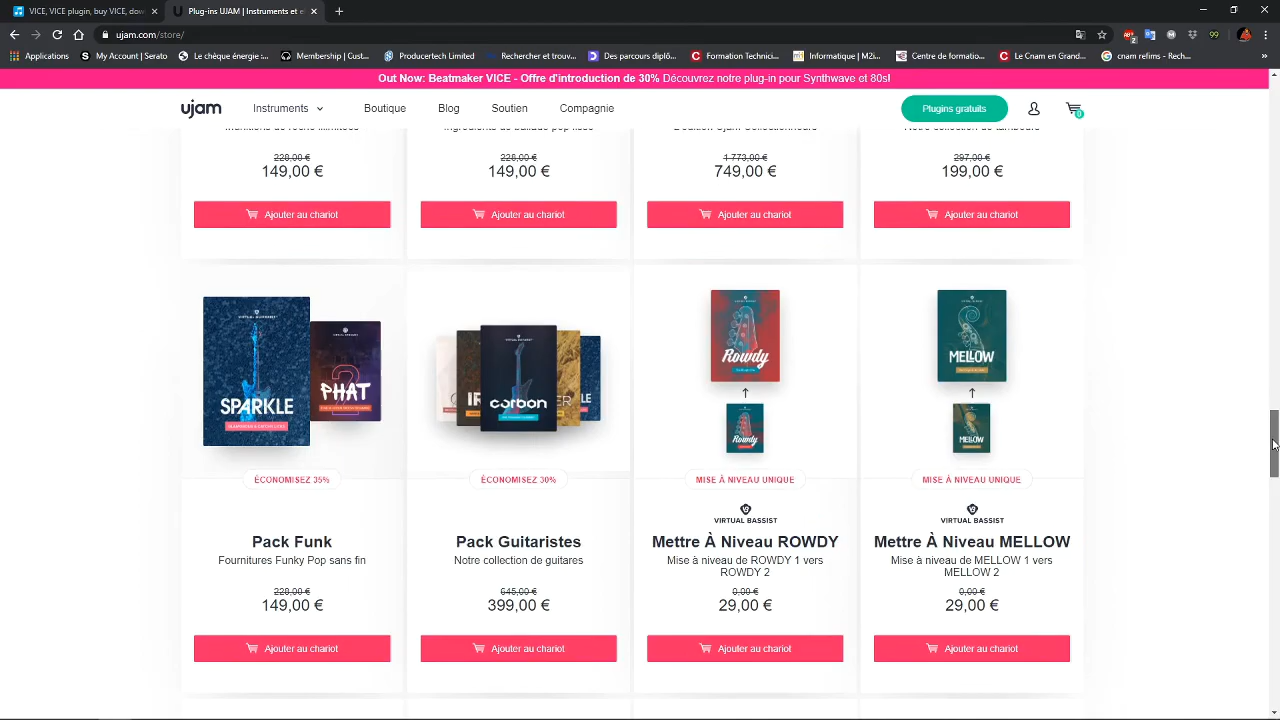 VICE, VICE plugin, buy VICE, dow
Plug-ins UJAM | Instruments et
ujam.com/store/
Applications
My Account / Serato
Le chèque énergie :...
Membership | Cust...
Producertech Limited
Rechercher et trouv...
Des parcours diplô...
Formation Technim...
Informatique | M2i...
Centre de formatio...
Le Cnam en Grand...
cnam refims - Rech...
Out Now: Beatmaker VICE - Offre d'introduction de 30% Découvrez notre plug-in pour Synthwave et 80s!
ujam
Instruments
Boutique
Blog
Soutien
Compagnie
Plugins gratuits
0
228,00 €
149,00 €
Ajouter au chariot
228,00 €
149,00 €
Ajouter au chariot
1 773,00 €
749,00 €
Ajouter au chariot
297,00 €
199,00 €
Ajouter au chariot
SPARKLE
PHAT
2
ÉCONOMISEZ 35%
Pack Funk
Fournitures Funky Pop sans fin
228,00 €
149,00 €
Ajouter au chariot
VIRTUAL GUITARIST
carbon
ÉCONOMISEZ 30%
Pack Guitaristes
Notre collection de guitares
645,00 €
399,00 €
Ajouter au chariot
Rowdy
Rowdy
MISE À NIVEAU UNIQUE
VIRTUAL BASSIST
Mettre À Niveau ROWDY
Mise à niveau de ROWDY 1 vers
ROWDY 2
0,00 €
29,00 €
Ajouter au chariot
MELLOW
MELLOW
MISE À NIVEAU UNIQUE
VIRTUAL BASSIST
Mettre À Niveau MELLOW
Mise à niveau de MELLOW 1 vers
MELLOW 2
0,00 €
29,00 €
Ajouter au chariot